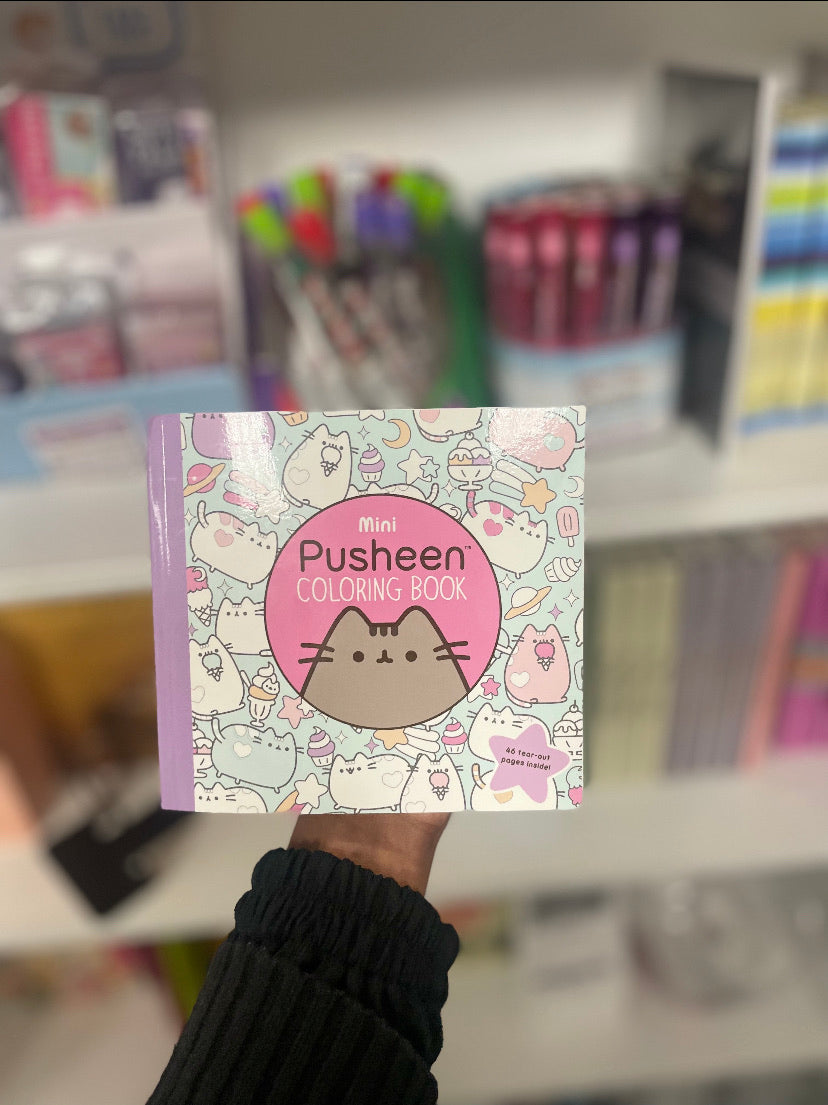 Mini
Pusheen™
COLORING BOOK
46 tear-out
pages inside!